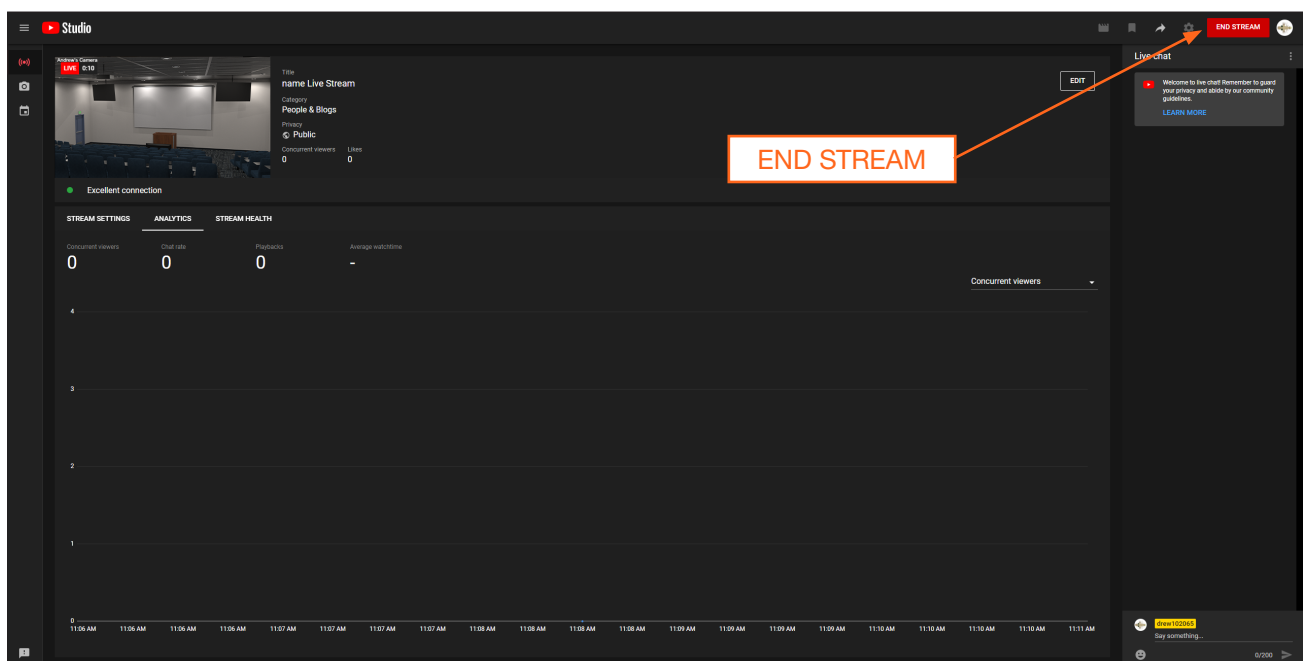 Studio
END STREAM
Andrew's Camera
LIVE 0:10
Title
name Live Stream
Category
People & Blogs
Privacy
Public
Concurrent viewers Likes
0 0
EDIT
Excellent connection
END STREAM
STREAM SETTINGS ANALYTICS STREAM HEALTH
Concurrent viewers Chat rate Playbacks Average watchtime
0 0 0 -
Concurrent viewers
4
3
2
1
0
11:06 AM 11:06 AM 11:06 AM 11:06 AM 11:07 AM 11:07 AM 11:07 AM 11:07 AM 11:08 AM 11:08 AM 11:08 AM 11:08 AM 11:09 AM 11:09 AM 11:09 AM 11:09 AM 11:10 AM 11:10 AM 11:10 AM 11:10 AM 11:11 AM
Live chat
Welcome to live chat! Remember to guard
your privacy and abide by our community
guidelines.
LEARN MORE
drew102065
Say something...
0/200